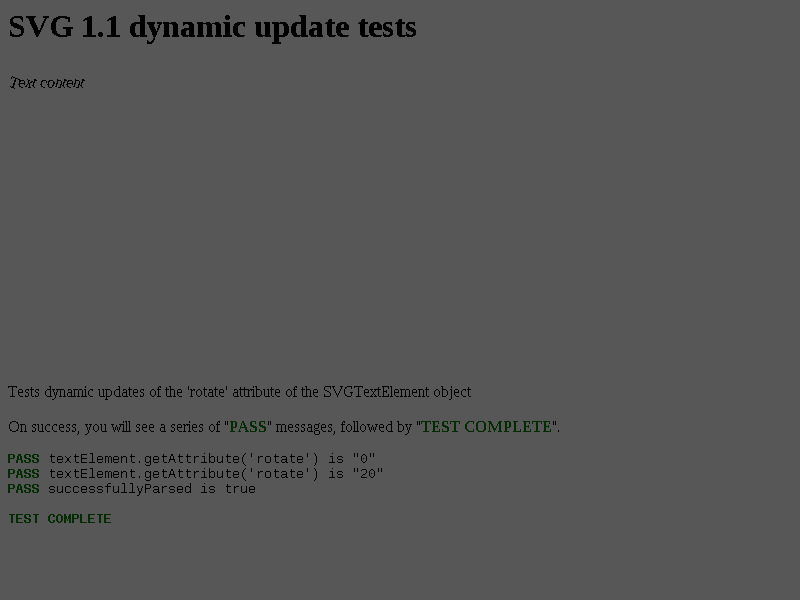 SVG 1.1 dynamic update tests
Text content
Tests dynamic updates of the 'rotate' attribute of the SVGTextElement object
On success, you will see a series of "PASS" messages, followed by "TEST COMPLETE".
PASS textElement.getAttribute('rotate') is "0"
PASS textElement.getAttribute('rotate') is "20"
PASS successfullyParsed is true
TEST COMPLETE